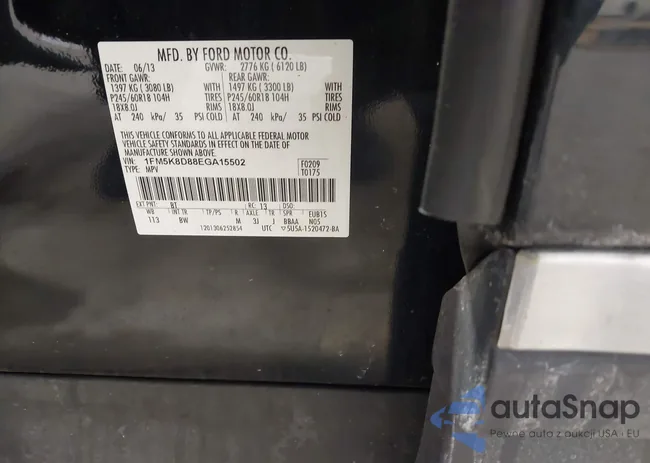 MFD. BY FORD MOTOR CO.
DATE: 06/13 GVWR: 2776 KG ( 6120 LB)
FRONT GAWR: REAR GAWR:
1397 KG ( 3080 LB) WITH 1497 KG ( 3300 LB) WITH
P245/60R18 104H TIRES P245/60R18 104H TIRES
18X8.0J RIMS 18X8.0J RIMS
AT 240 kPa/ 35 PSI COLD AT 240 kPa/ 35 PSI COLD
THIS VEHICLE CONFORMS TO ALL APPLICABLE FEDERAL MOTOR
VEHICLE SAFETY STANDARDS IN EFFECT ON THE DATE OF
MANUFACTURE SHOWN ABOVE.
VIN: 1FM5K8D88EGA15502 F0209
TYPE: MPV T0175
EXT PNT: BT RC: 13 DSO:
WB INT TR TP/PS R AXLE TR SPR EUB15
113 BW M 3I J BBAA N05
1201306252854 UTC ▽5U5A-1520472-BA
autaSnap
Pewne auta z aukcji USA - EU